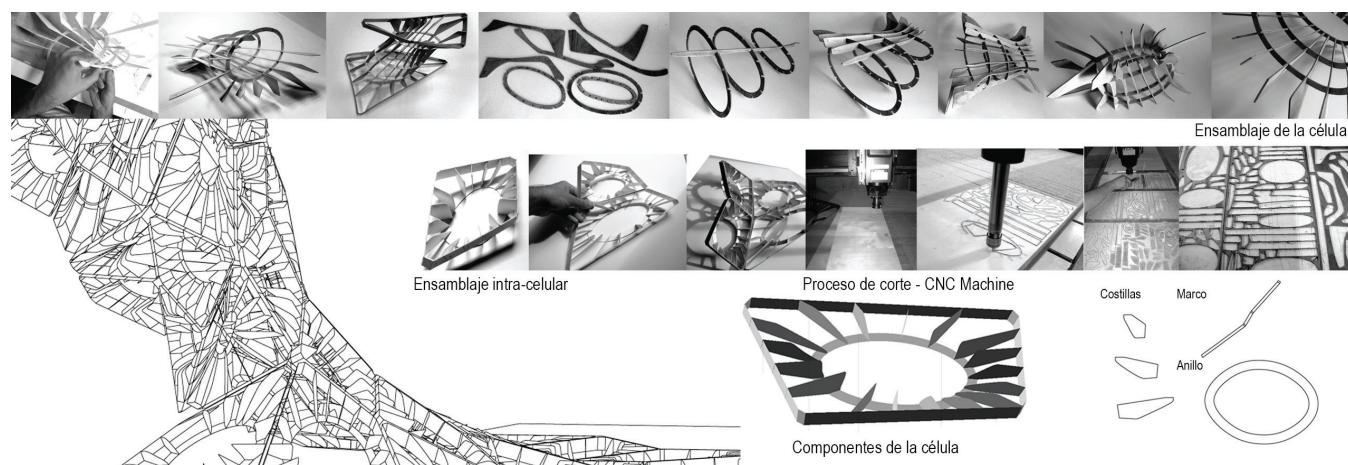 Ensamblaje de la célula
Ensamblaje intra-celular
Proceso de corte - CNC Machine
Costillas
Marco
Anillo
Componentes de la célula